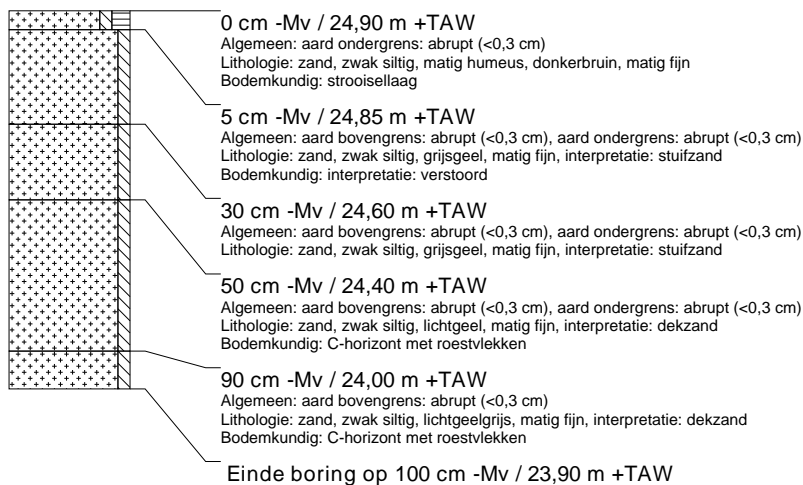 0 cm -Mv / 24,90 m +TAW
Algemeen: aard ondergrens: abrupt (<0,3 cm)
Lithologie: zand, zwak siltig, matig humeus, donkerbruin, matig fijn
Bodemkundig: strooisellaag
5 cm -Mv / 24,85 m +TAW
Algemeen: aard bovengrens: abrupt (<0,3 cm), aard ondergrens: abrupt (<0,3 cm)
Lithologie: zand, zwak siltig, grijsgeel, matig fijn, interpretatie: stuifzand
Bodemkundig: interpretatie: verstoord
30 cm -Mv / 24,60 m +TAW
Algemeen: aard bovengrens: abrupt (<0,3 cm), aard ondergrens: abrupt (<0,3 cm)
Lithologie: zand, zwak siltig, grijsgeel, matig fijn, interpretatie: stuifzand
50 cm -Mv / 24,40 m +TAW
Algemeen: aard bovengrens: abrupt (<0,3 cm), aard ondergrens: abrupt (<0,3 cm)
Lithologie: zand, zwak siltig, lichtgeel, matig fijn, interpretatie: dekzand
Bodemkundig: C-horizont met roestvlekken
90 cm -Mv / 24,00 m +TAW
Algemeen: aard bovengrens: abrupt (<0,3 cm)
Lithologie: zand, zwak siltig, lichtgeelgrijs, matig fijn, interpretatie: dekzand
Bodemkundig: C-horizont met roestvlekken
Einde boring op 100 cm -Mv / 23,90 m +TAW